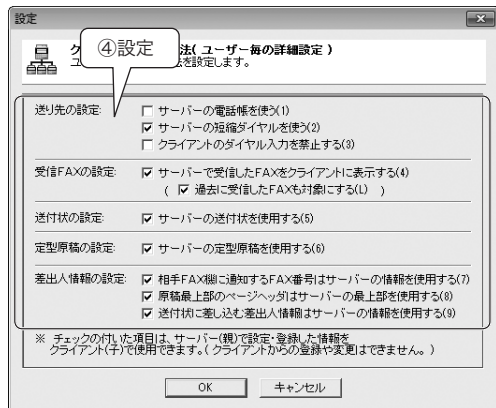 設定
④設定
ク 法( ユーザー毎の詳細設定 )
ユ 法を設定します。
送り先の設定:
サーバーの電話帳を使う(1)
サーバーの短縮ダイヤルを使う(2)
クライアントのダイヤル入力を禁止する(3)
受信FAXの設定:
サーバーで受信したFAXをクライアントに表示する(4)
( 過去に受信したFAXも対象にする(L) )
送付状の設定:
サーバーの送付状を使用する(5)
定型原稿の設定:
サーバーの定型原稿を使用する(6)
差出人情報の設定:
相手FAX機に通知するFAX番号はサーバーの情報を使用する(7)
原稿最上部のページヘッダはサーバーの最上部を使用する(8)
送付状に差し込む差出人情報はサーバーの情報を使用する(9)
※ チェックの付いた項目は、サーバー(親)で設定・登録した情報を
クライアント(子)で使用できます。( クライアントからの登録や変更はできません。 )
OK
キャンセル